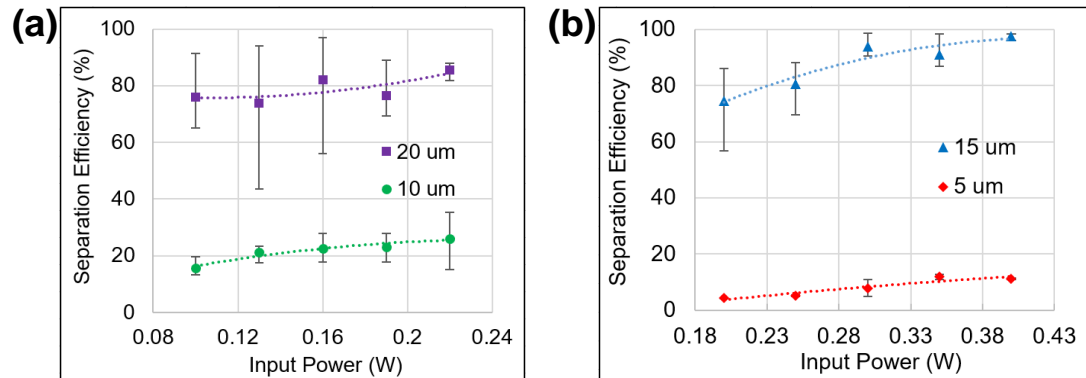 (a)
Separation Efficiency (%)
100
80
60
40
20
0
20 um
10 um
0.08 0.12 0.16 0.2 0.24
Input Power (W)
(b)
Separation Efficiency (%)
100
80
60
40
20
0
15 um
5 um
0.18 0.23 0.28 0.33 0.38 0.43
Input Power (W)